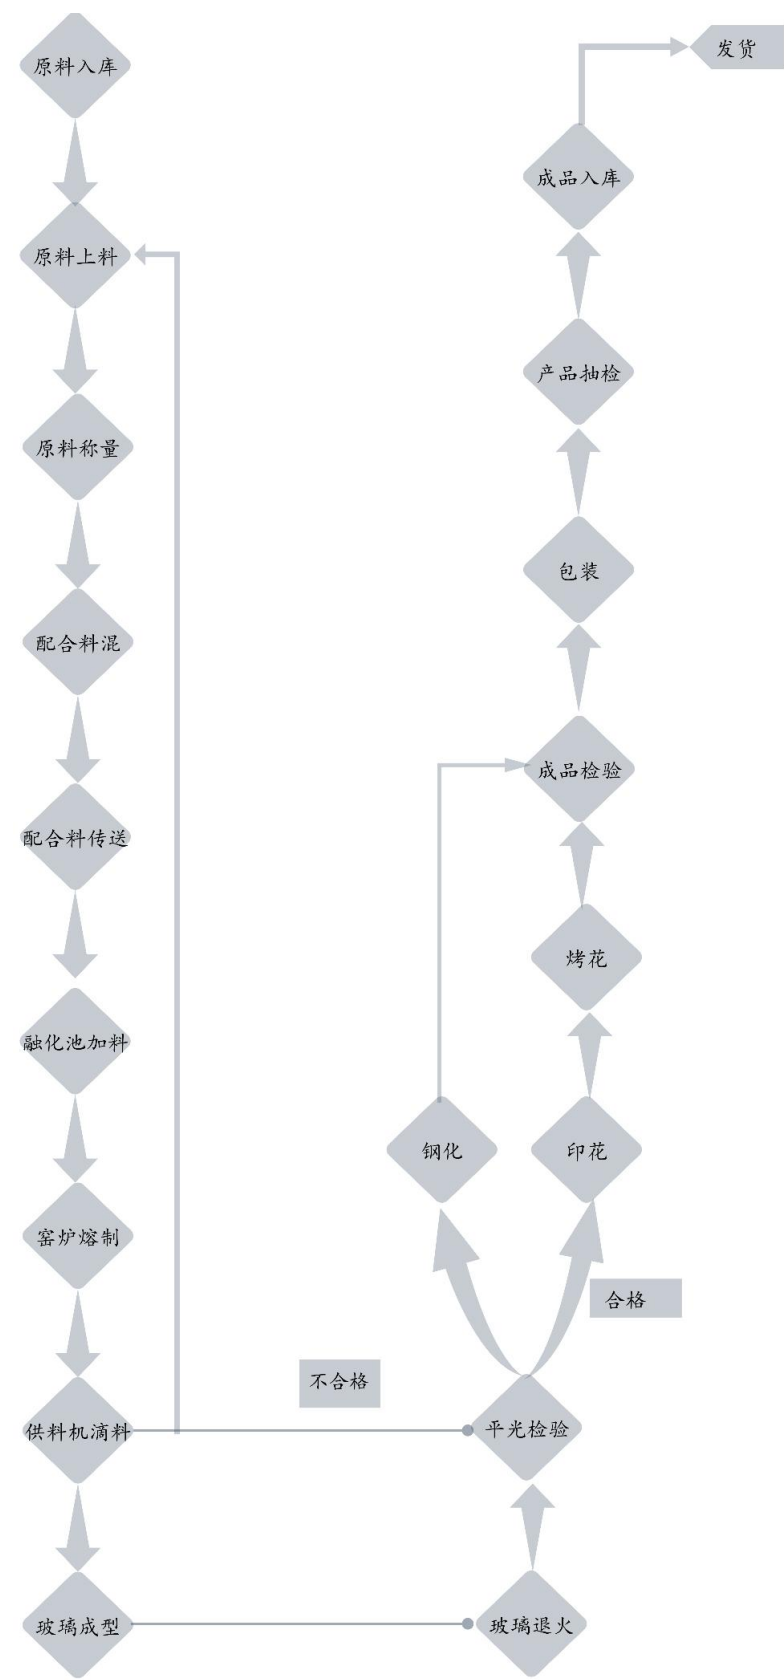 原料入库
原料上料
原料称量
配合料混
配合料传送
融化池加料
窑炉熔制
供料机滴料
玻璃成型
玻璃退火
平光检验
不合格
合格
钢化
印花
烤花
成品检验
包装
产品抽检
成品入库
发货